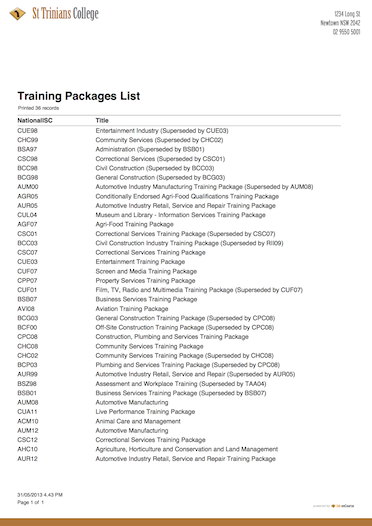 St Trinians College
1234 Long St
Newtown NSW 2042
02 9550 5001
Training Packages List
Printed 36 records
NationalISC Title
CUE98 Entertainment Industry (Superseded by CUE03)
CHC99 Community Services (Superseded by CHC02)
BSA97 Administration (Superseded by BSB01)
CSC98 Correctional Services (Superseded by CSC01)
BCC98 Civil Construction (Superseded by BCC03)
BCG98 General Construction (Superseded by BCG03)
AUM00 Automotive Industry Manufacturing Training Package (Superseded by AUM08)
AGR05 Conditionally Endorsed Agri-Food Qualifications Training Package
AUR05 Automotive Industry Retail, Service and Repair Training Package
CUL04 Museum and Library - Information Services Training Package
AGF07 Agri-Food Training Package
CSC01 Correctional Services Training Package (Superseded by CSC07)
BCC03 Civil Construction Industry Training Package (Superseded by RII09)
CSC07 Correctional Services Training Package
CUE03 Entertainment Training Package
CUF07 Screen and Media Training Package
CPP07 Property Services Training Package
CUF01 Film, TV, Radio and Multimedia Training Package (Superseded by CUF07)
BSB07 Business Services Training Package
AVI08 Aviation Training Package
BCG03 General Construction Training Package (Superseded by CPC08)
BCF00 Off-Site Construction Training Package (Superseded by CPC08)
CPC08 Construction, Plumbing and Services Training Package
CHC08 Community Services Training Package
CHC02 Community Services Training Package (Superseded by CHC08)
BCP03 Plumbing and Services Training Package (Superseded by CPC08)
AUR99 Automotive Industry Retail, Service and Repair (Superseded by AUR05)
BSZ98 Assessment and Workplace Training (Superseded by TAA04)
BSB01 Business Services Training Package (Superseded by BSB07)
AUM08 Automotive Manufacturing
CUA11 Live Performance Training Package
ACM10 Animal Care and Management
AUM12 Automotive Manufacturing
CSC12 Correctional Services Training Package
AHC10 Agriculture, Horticulture and Conservation and Land Management
AUR12 Automotive Industry Retail, Service and Repair Training Package
31/05/2013 4:43 PM
Page 1 of 1